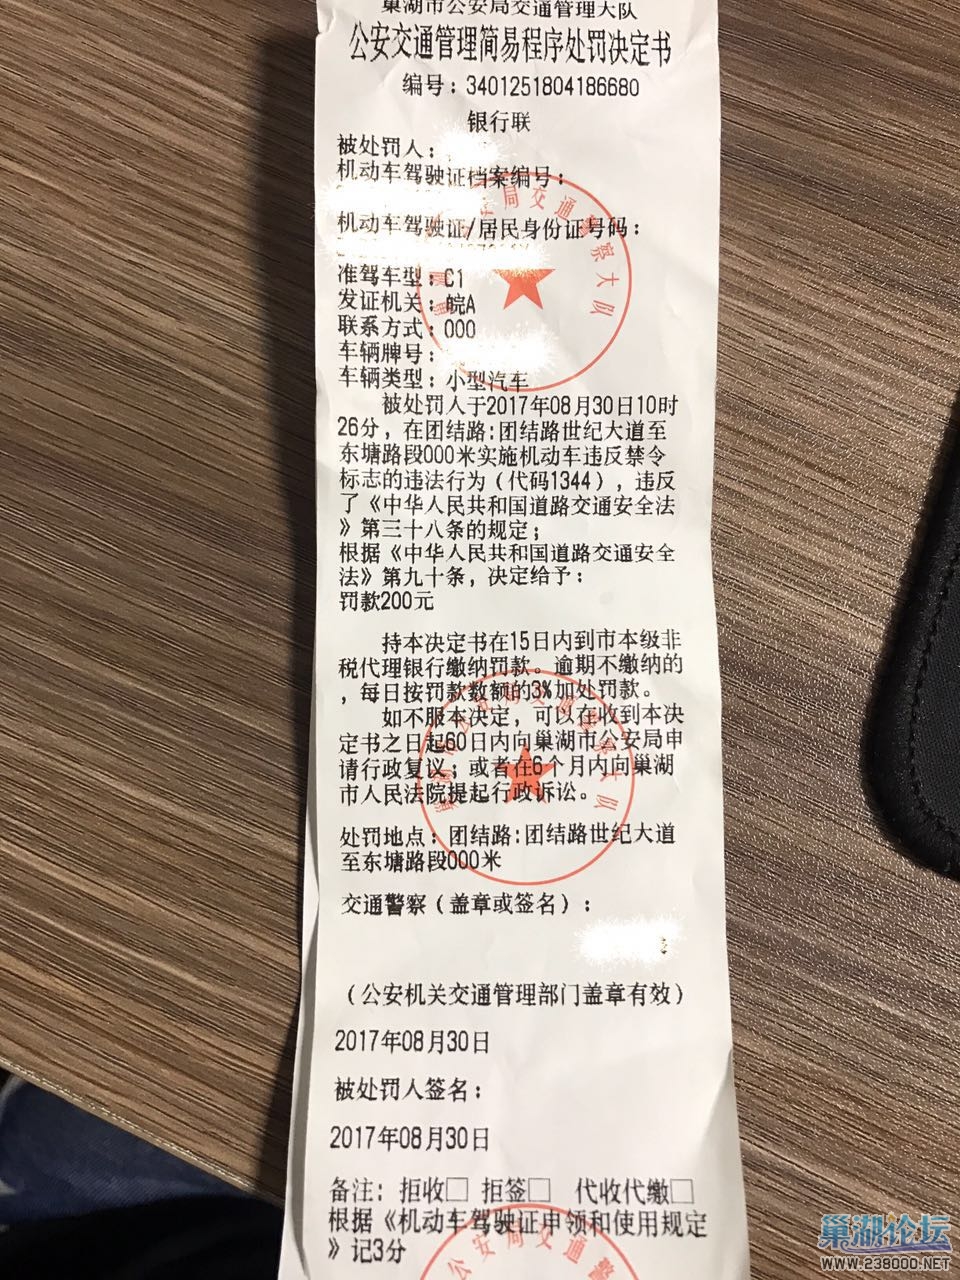 巢湖市公安局交通管理大队
公安交通管理简易程序处罚决定书
编号:3401251804186680
银行联
被处罚人:
机动车驾驶证档案编号:
机动车驾驶证/居民身份证号码:
准驾车型:C1
发证机关:皖A
联系方式:000
车辆牌号:
车辆类型:小型汽车
被处罚人于2017年08月30日10时
26分，在团结路:团结路世纪大道至
东塘路段000米实施机动车违反禁令
标志的违法行为（代码1344），违反
了《中华人民共和国道路交通安全法
》第三十八条的规定；
根据《中华人民共和国道路交通安全
法》第九十条，决定给予：
罚款200元
持本决定书在15日内到市本级非
税代理银行缴纳罚款。逾期不缴纳的
，每日按罚款数额的3%加处罚款。
如不服本决定，可以在收到本决
定书之日起60日内向巢湖市公安局申
请行政复议；或者在6个月内向巢湖
市人民法院提起行政诉讼。
处罚地点：团结路:团结路世纪大道
至东塘路段000米
交通警察（盖章或签名）：
（公安机关交通管理部门盖章有效）
2017年08月30日
被处罚人签名：
2017年08月30日
备注: 拒收□ 拒签□ 代收代缴□
根据《机动车驾驶证申领和使用规定
》记3分
巢湖论坛
WWW.238000.NET